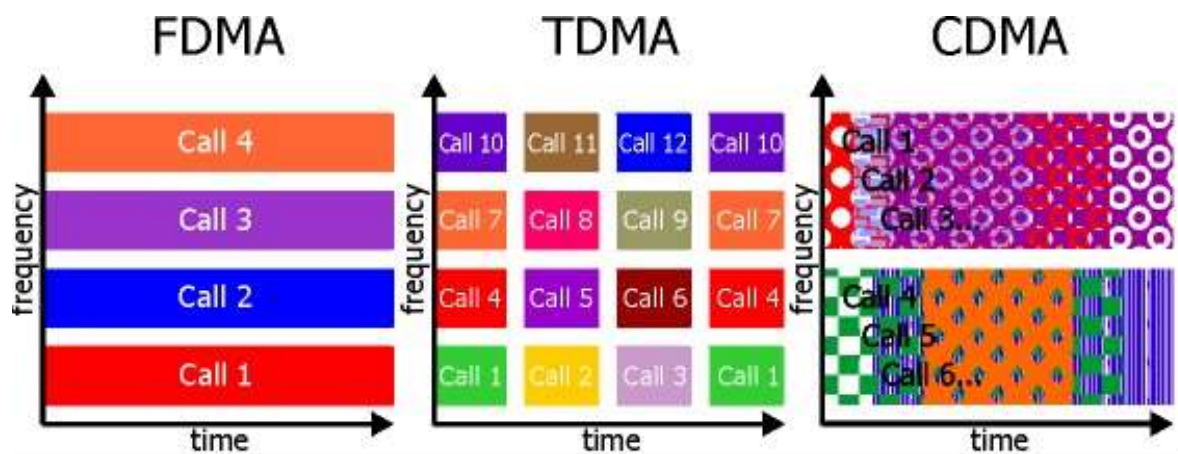 FDMA
TDMA
CDMA
frequency
Call 4
Call 3
Call 2
Call 1
time
frequency
Call 10 Call 11 Call 12 Call 10
Call 7 Call 8 Call 9 Call 7
Call 4 Call 5 Call 6 Call 4
Call 1 Call 2 Call 3 Call 1
time
frequency
Call 1
Call 2
Call 3...
Call 4
Call 5
Call 6...
time